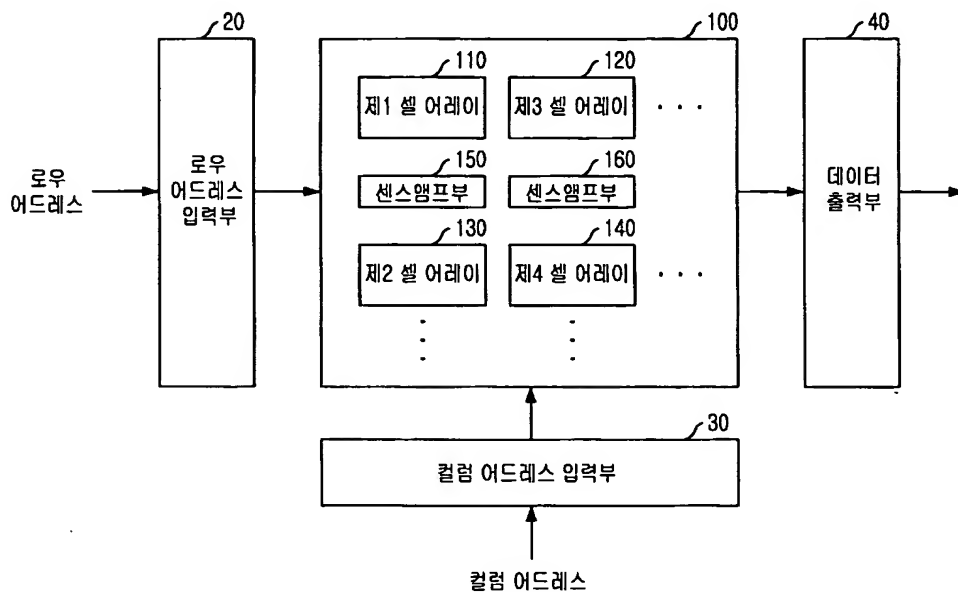 20
100
40
110
120
제1 셀 어레이
제3 셀 어레이
· · ·
로우
어드레스
로우
어드레스
입력부
150
160
센스앰프부
센스앰프부
데이터
출력부
130
140
제2 셀 어레이
제4 셀 어레이
· · ·
30
컬럼 어드레스 입력부
컬럼 어드레스